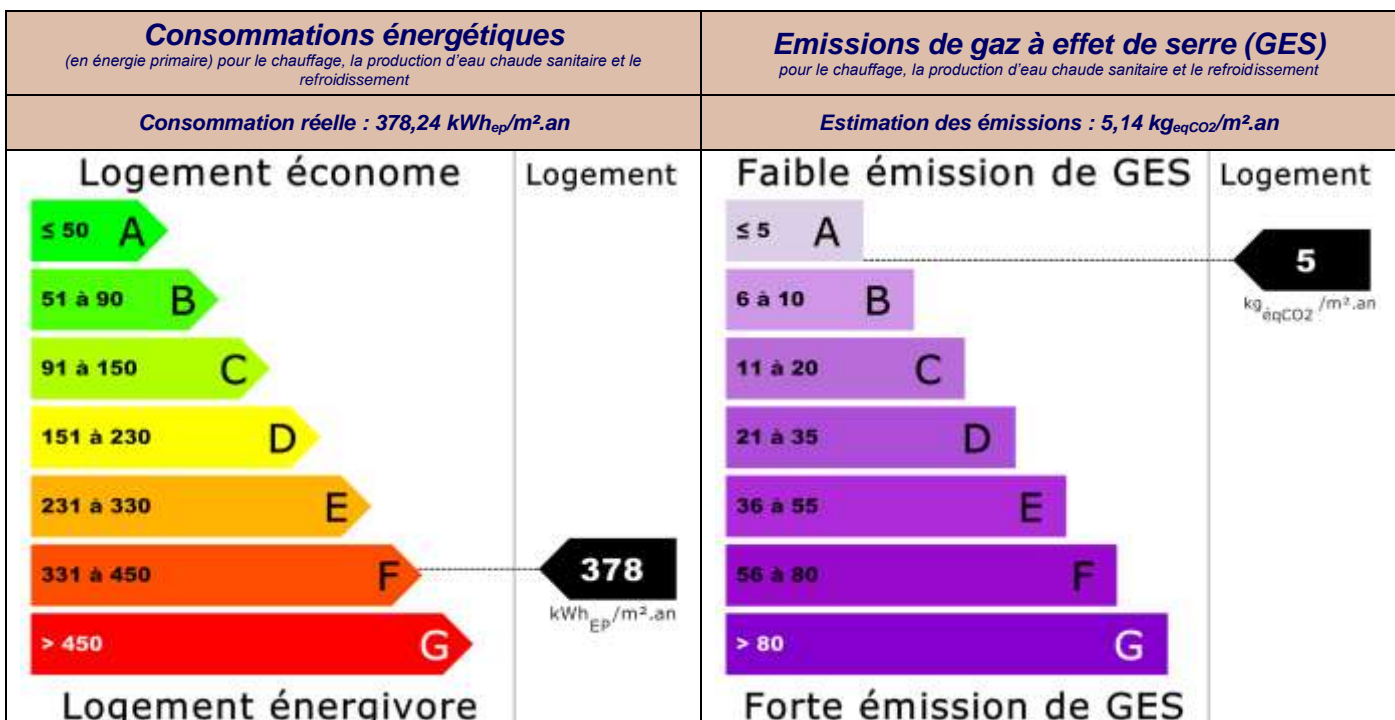 Consommations énergétiques
(en énergie primaire) pour le chauffage, la production d'eau chaude sanitaire et le
refroidissement
Consommation réelle : 378,24 kWhep/m².an
Logement économe
Logement
≤ 50 A
51 à 90 B
91 à 150 C
151 à 230 D
231 à 330 E
331 à 450 F
378
kWhEP/m².an
> 450 G
Logement énergivore
Emissions de gaz à effet de serre (GES)
pour le chauffage, la production d'eau chaude sanitaire et le refroidissement
Estimation des émissions : 5,14 kgeqCO2/m².an
Faible émission de GES
Logement
≤ 5 A
5
kgéqCO2/m².an
6 à 10 B
11 à 20 C
21 à 35 D
36 à 55 E
56 à 80 F
> 80 G
Forte émission de GES